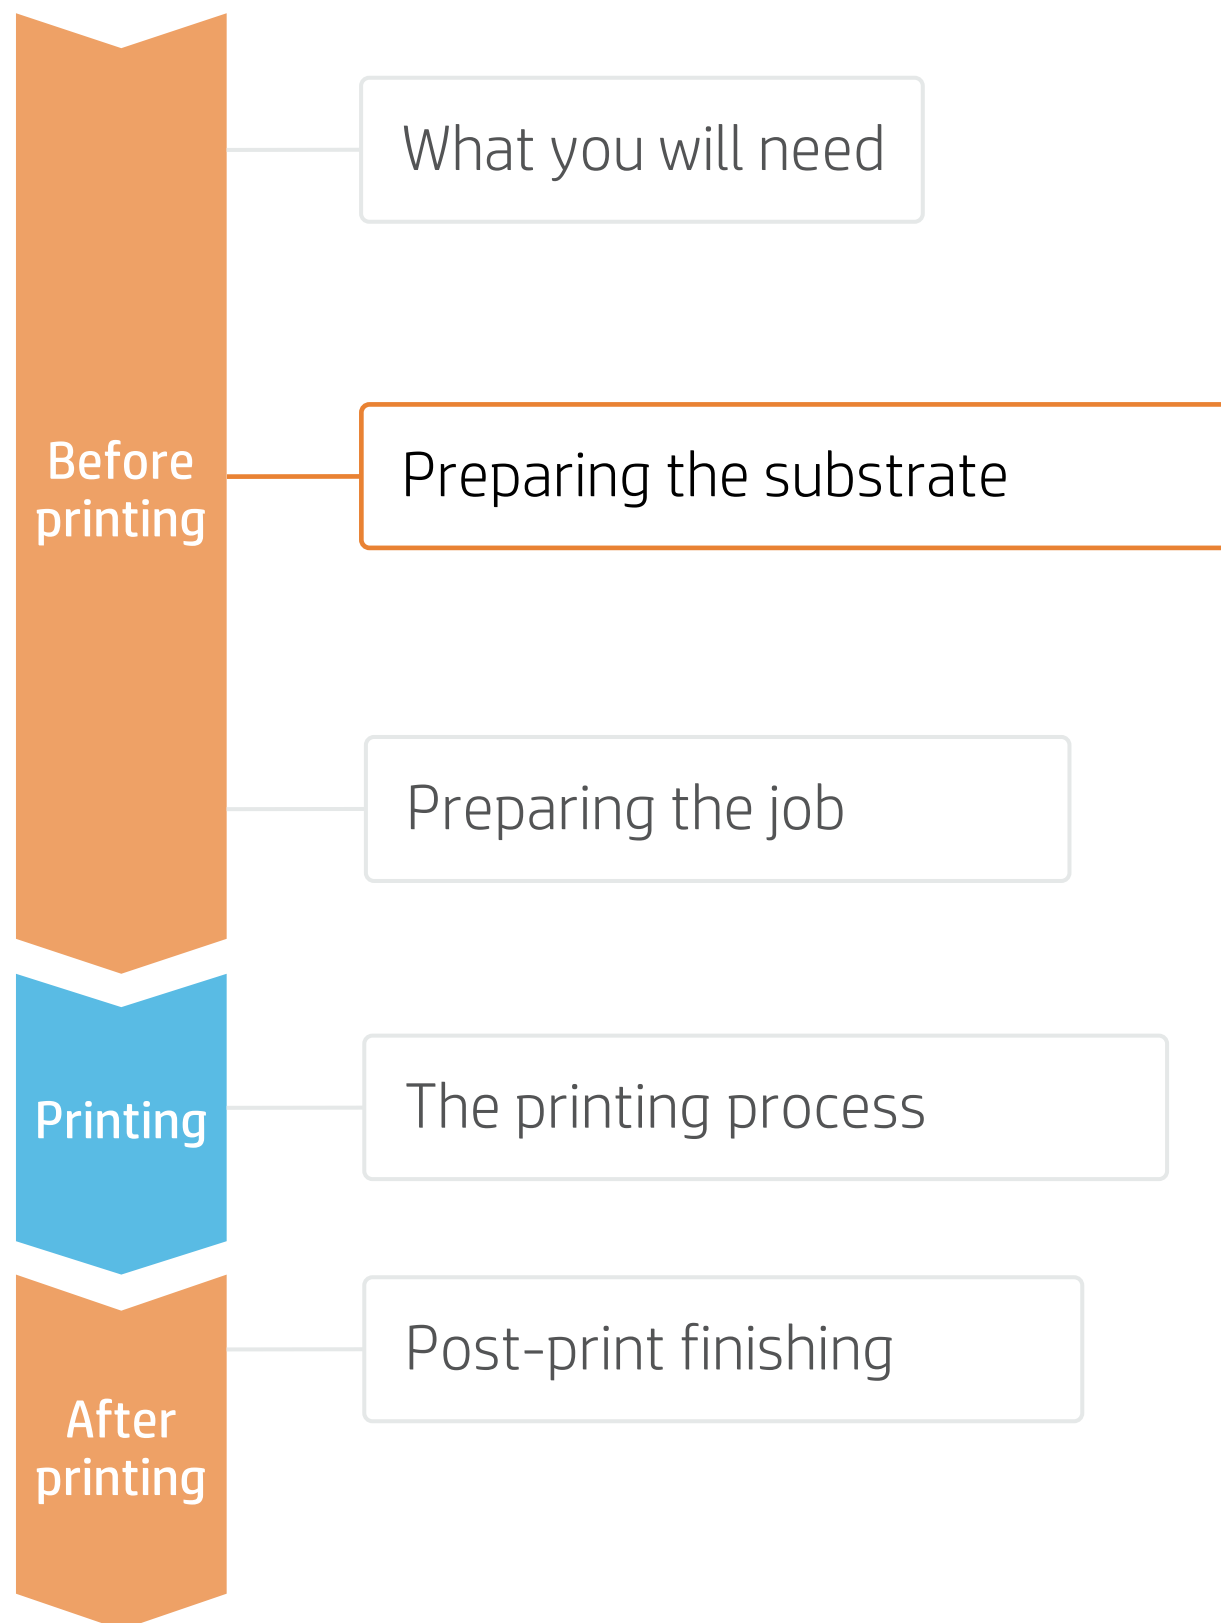 What you will need
Before
printing
Preparing the substrate
Preparing the job
Printing
The printing process
After
printing
Post-print finishing